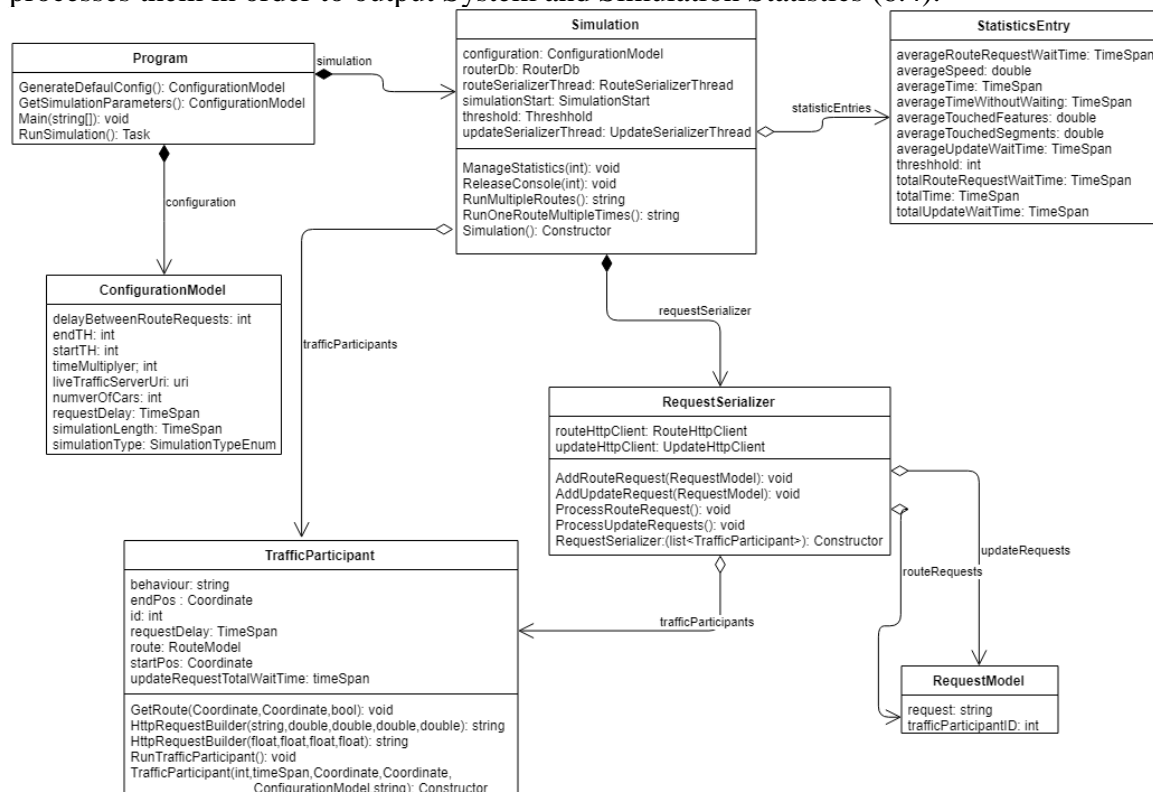 processes them in order to output System and Simulation Statistics (6.4).
Program
GenerateDefaulConfig(): ConfigurationModel
GetSimulationParameters(): ConfigurationModel
Main(string[]): void
RunSimulation(): Task
simulation
configuration
Simulation
configuration: ConfigurationModel
routerDb: RouterDb
routeSerializerThread: RouteSerializerThread
simulationStart: SimulationStart
threshold: Threshhold
updateSerializerThread: UpdateSerializerThread
ManageStatistics(int): void
ReleaseConsole(int): void
RunMultipleRoutes(): string
RunOneRouteMultipleTimes(): string
Simulation(): Constructor
statisticEntries
StatisticsEntry
averageRouteRequestWaitTime: TimeSpan
averageSpeed: double
averageTime: TimeSpan
averageTimeWithoutWaiting: TimeSpan
averageTouchedFeatures: double
averageTouchedSegments: double
averageUpdateWaitTime: TimeSpan
threshhold: int
totalRouteRequestWaitTime: TimeSpan
totalTime: TimeSpan
totalUpdateWaitTime: TimeSpan
ConfigurationModel
delayBetweenRouteRequests: int
endTH: int
startTH: int
timeMultiplyer; int
liveTrafficServerUri: uri
numverOfCars: int
requestDelay: TimeSpan
simulationLength: TimeSpan
simulationType: SimulationTypeEnum
trafficParticipants
requestSerializer
RequestSerializer
routeHttpClient: RouteHttpClient
updateHttpClient: UpdateHttpClient
AddRouteRequest(RequestModel): void
AddUpdateRequest(RequestModel): void
ProcessRouteRequest(): void
ProcessUpdateRequests(): void
RequestSerializer:(list<TrafficParticipant>): Constructor
updateRequests
routeRequests
trafficParticipants
TrafficParticipant
behaviour: string
endPos : Coordinate
id: int
requestDelay: TimeSpan
route: RouteModel
startPos: Coordinate
updateRequestTotalWaitTime: timeSpan
GetRoute(Coordinate,Coordinate,bool): void
HttpRequestBuilder(string,double,double,double,double): string
HttpRequestBuilder(float,float,float,float): string
RunTrafficParticipant(): void
TrafficParticipant(int,timeSpan,Coordinate,Coordinate,
ConfigurationModel,string): Constructor
RequestModel
request: string
trafficParticipantID: int